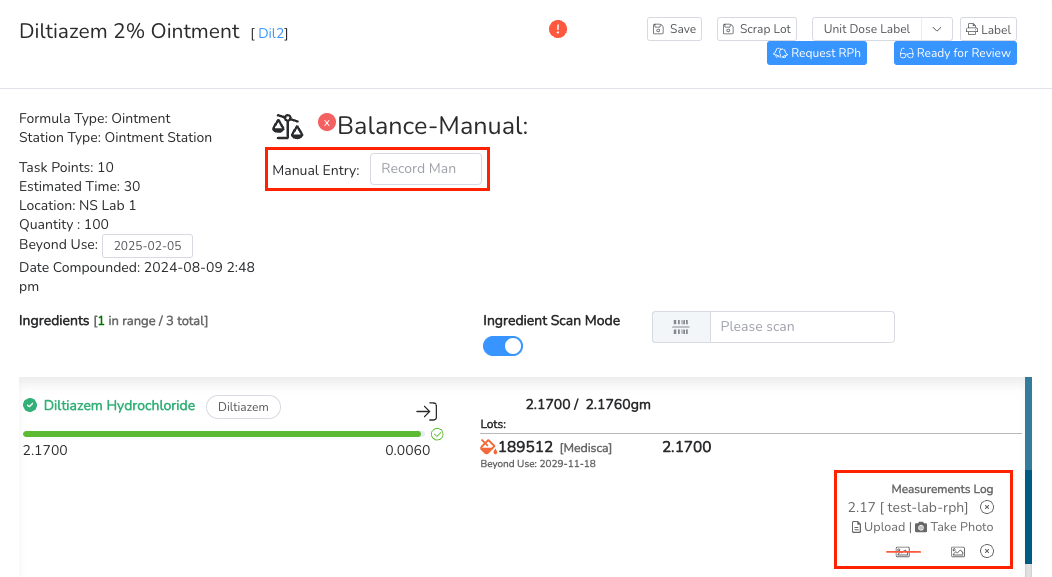 Diltiazem 2% Ointment [ Dil2]
Save
Scrap Lot
Unit Dose Label
Label
Request RPh
Ready for Review
Formula Type: Ointment
Station Type: Ointment Station
Task Points: 10
Estimated Time: 30
Location: NS Lab 1
Quantity : 100
Beyond Use: 2025-02-05
Date Compounded: 2024-08-09 2:48
pm
Balance-Manual:
Manual Entry: Record Man
Ingredients [1 in range / 3 total]
Ingredient Scan Mode
Please scan
Diltiazem Hydrochloride Diltiazem
2.1700 0.0060
2.1700 / 2.1760gm
Lots:
189512 [Medisca] 2.1700
Beyond Use: 2029-11-18
Measurements Log
2.17 [ test-lab-rph]
Upload | Take Photo